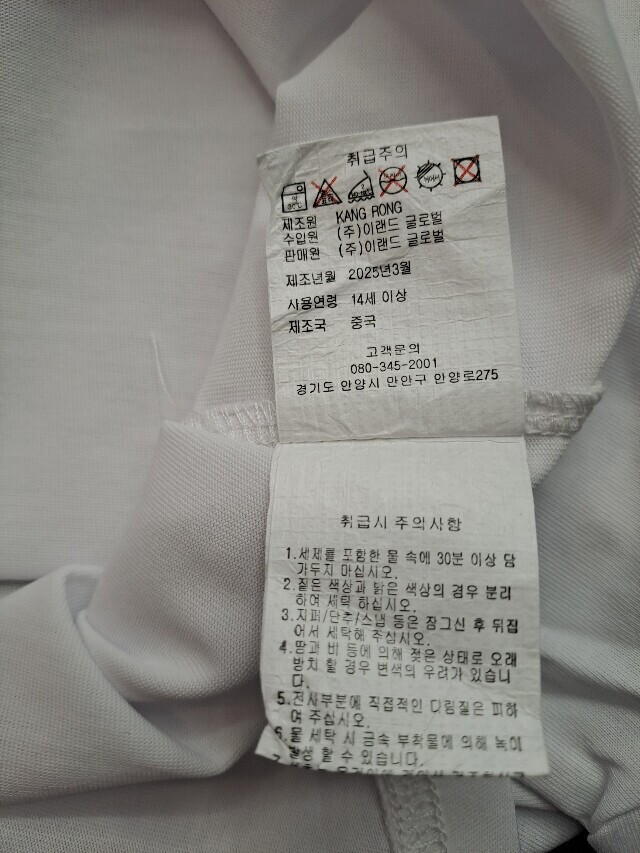 취급주의
제조원 KANG RONG
수입원 (주)이랜드 글로벌
판매원 (주)이랜드 글로벌
제조년월 2025년3월
사용연령 14세 이상
제조국 중국
고객문의
080-345-2001
경기도 안양시 만안구 안양로275
취급시 주의사항
1.세제를 포함한 물 속에 30분 이상 담
가두지 마십시오.
2.짙은 색상과 밝은 색상의 경우 분리
하여 세탁 하십시오.
3.지퍼/단추/스냅 등은 잠그신 후 뒤집
어서 세탁해 주십시오.
4.땀과 비 등에 의해 젖은 상태로 오래
방치 할 경우 변색의 우려가 있습니
다.
5.전사부분에 직접적인 다림질은 피하
여 주십시오.
6.물 세탁 시 금속 부착물에 의해 녹이
발생 할 수 있습니다.